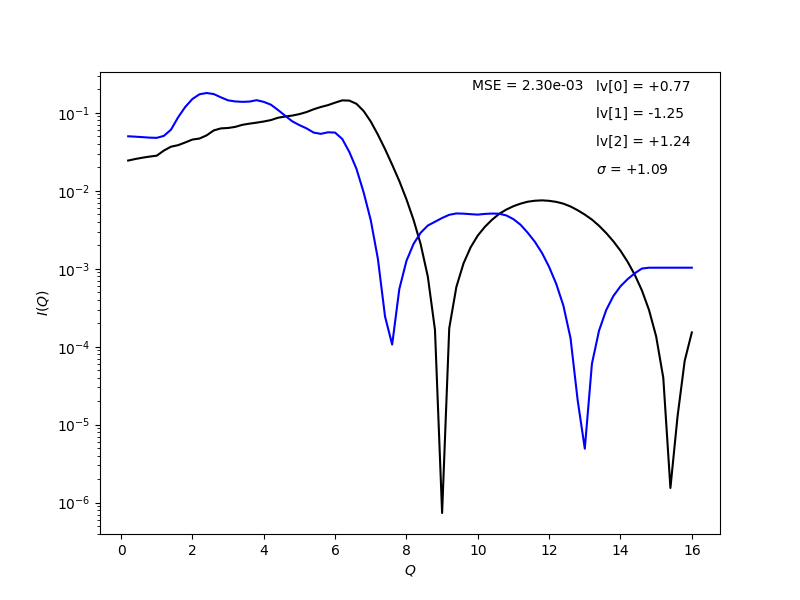 MSE = 2.30e-03 lv[0] = +0.77
lv[1] = -1.25
lv[2] = +1.24
σ = +1.09
I(Q)
10⁻¹
10⁻²
10⁻³
10⁻⁴
10⁻⁵
10⁻⁶
0 2 4 6 8 10 12 14 16
Q